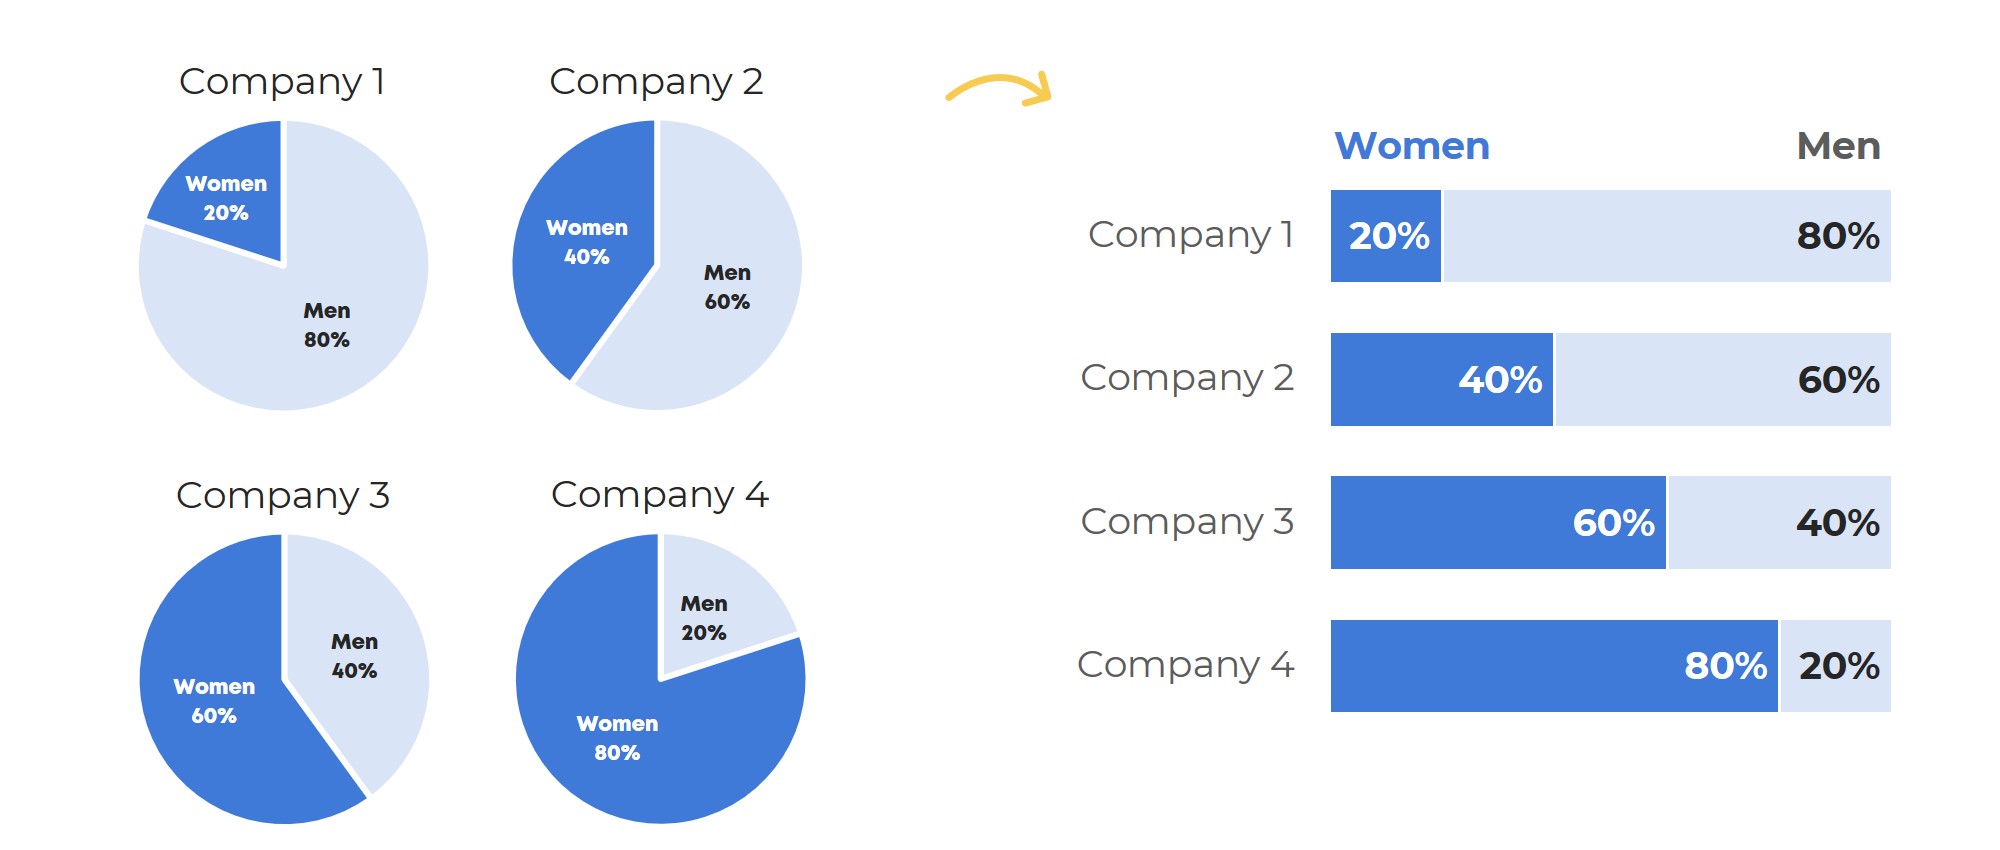 Company 1
Women
20%
Men
80%
Company 2
Women
40%
Men
60%
Company 3
Men
40%
Women
60%
Company 4
Men
20%
Women
80%
Women Men
Company 1 20% 80%
Company 2 40% 60%
Company 3 60% 40%
Company 4 80% 20%